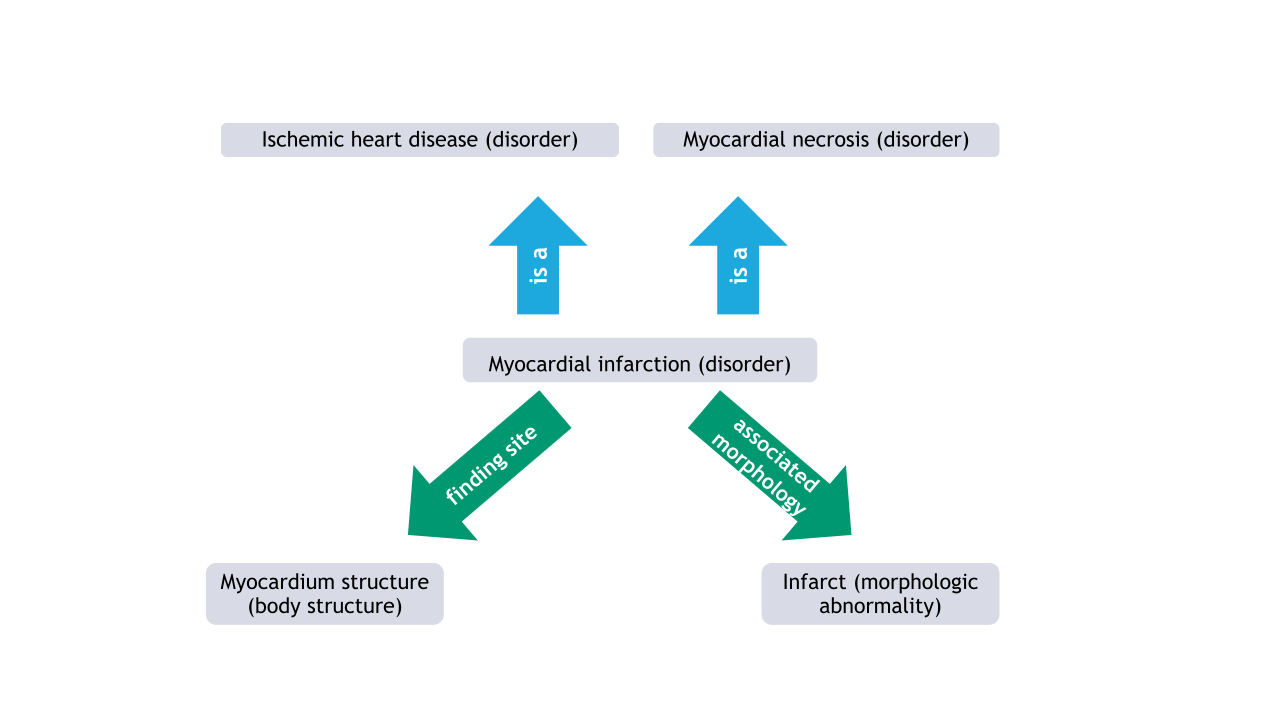 Ischemic heart disease (disorder)
Myocardial necrosis (disorder)
is a
is a
Myocardial infarction (disorder)
finding site
associated
morphology
Myocardium structure
(body structure)
Infarct (morphologic
abnormality)